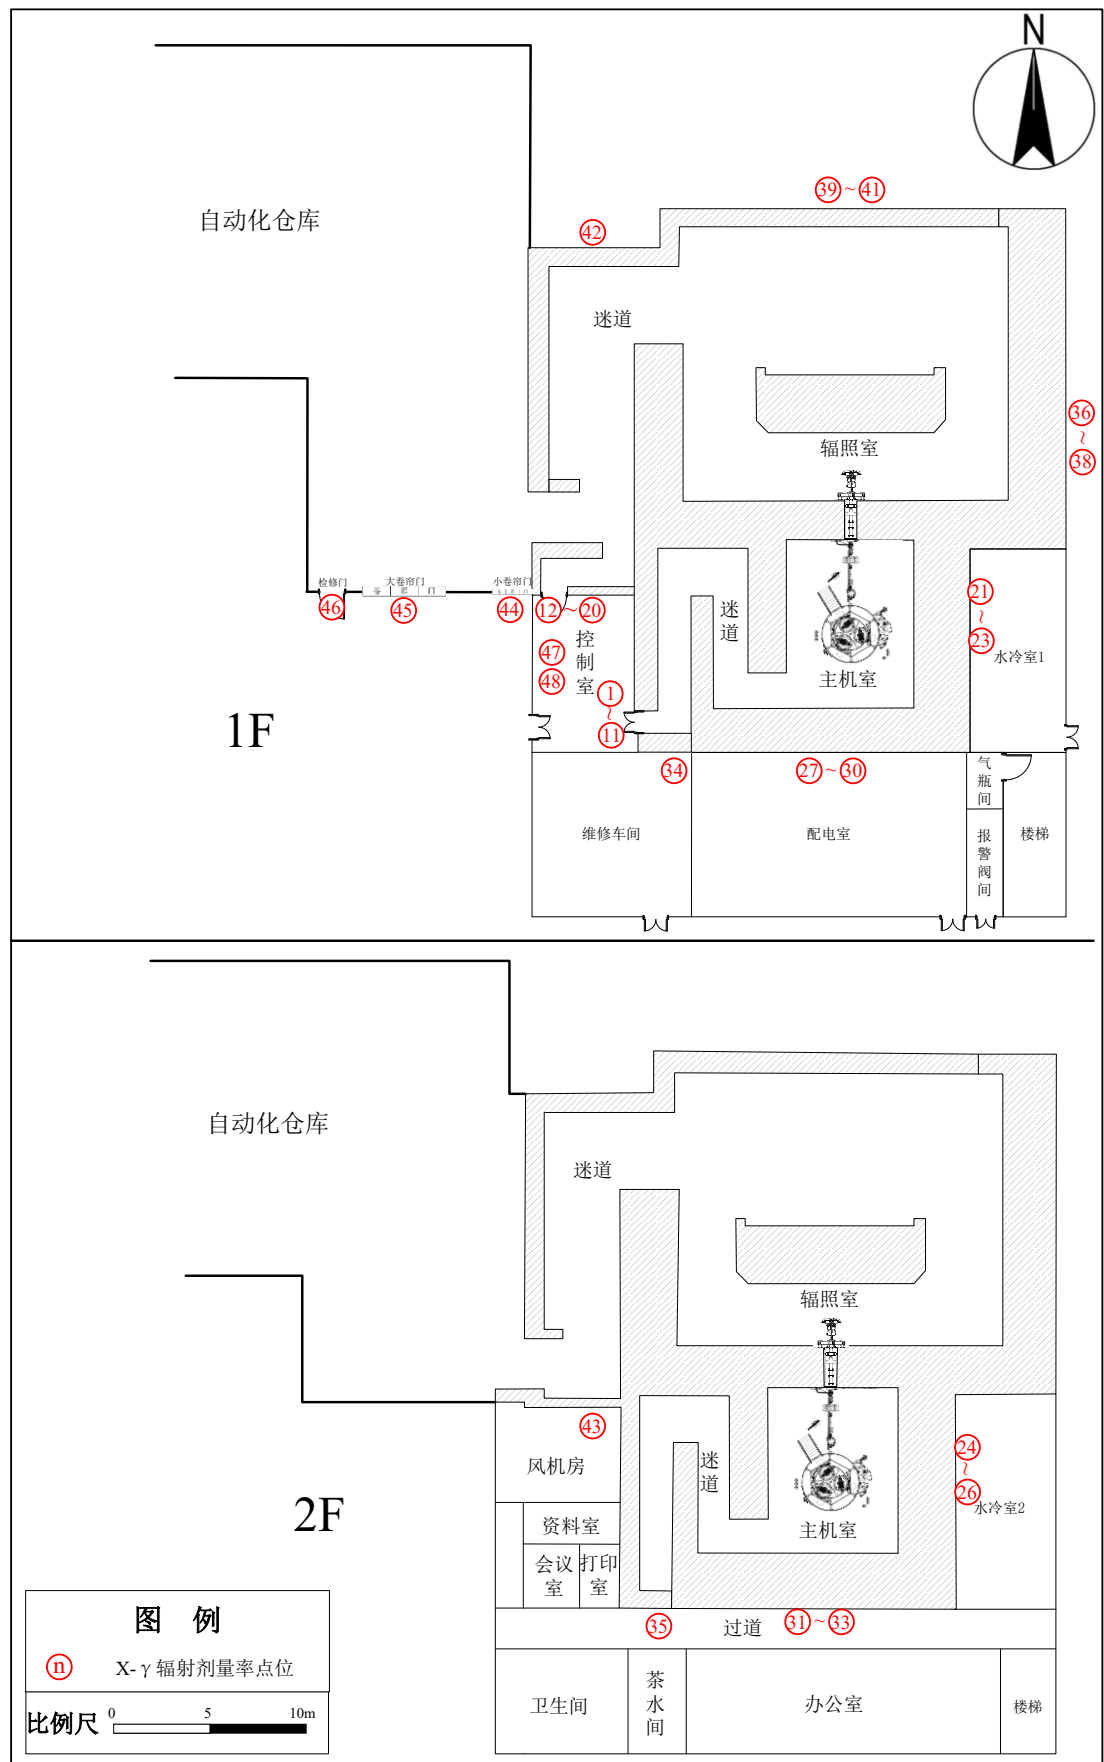 N
39~41
自动化仓库
42
迷道
36
~
38
辐照室
检修门
大卷帘门
小卷帘门
46
45
44
12~20
21
~
23
控制室
47
48
迷道
水冷室1
主机室
1
~
11
1F
34
27~30
气瓶间
维修车间
配电室
报警阀间
楼梯
自动化仓库
迷道
辐照室
43
风机房
迷道
24
~
26
水冷室2
2F
资料室
主机室
会议室
打印室
图 例
n
X-γ辐射剂量率点位
35
过道
31~33
卫生间
茶水间
办公室
楼梯
比例尺
0 5 10m